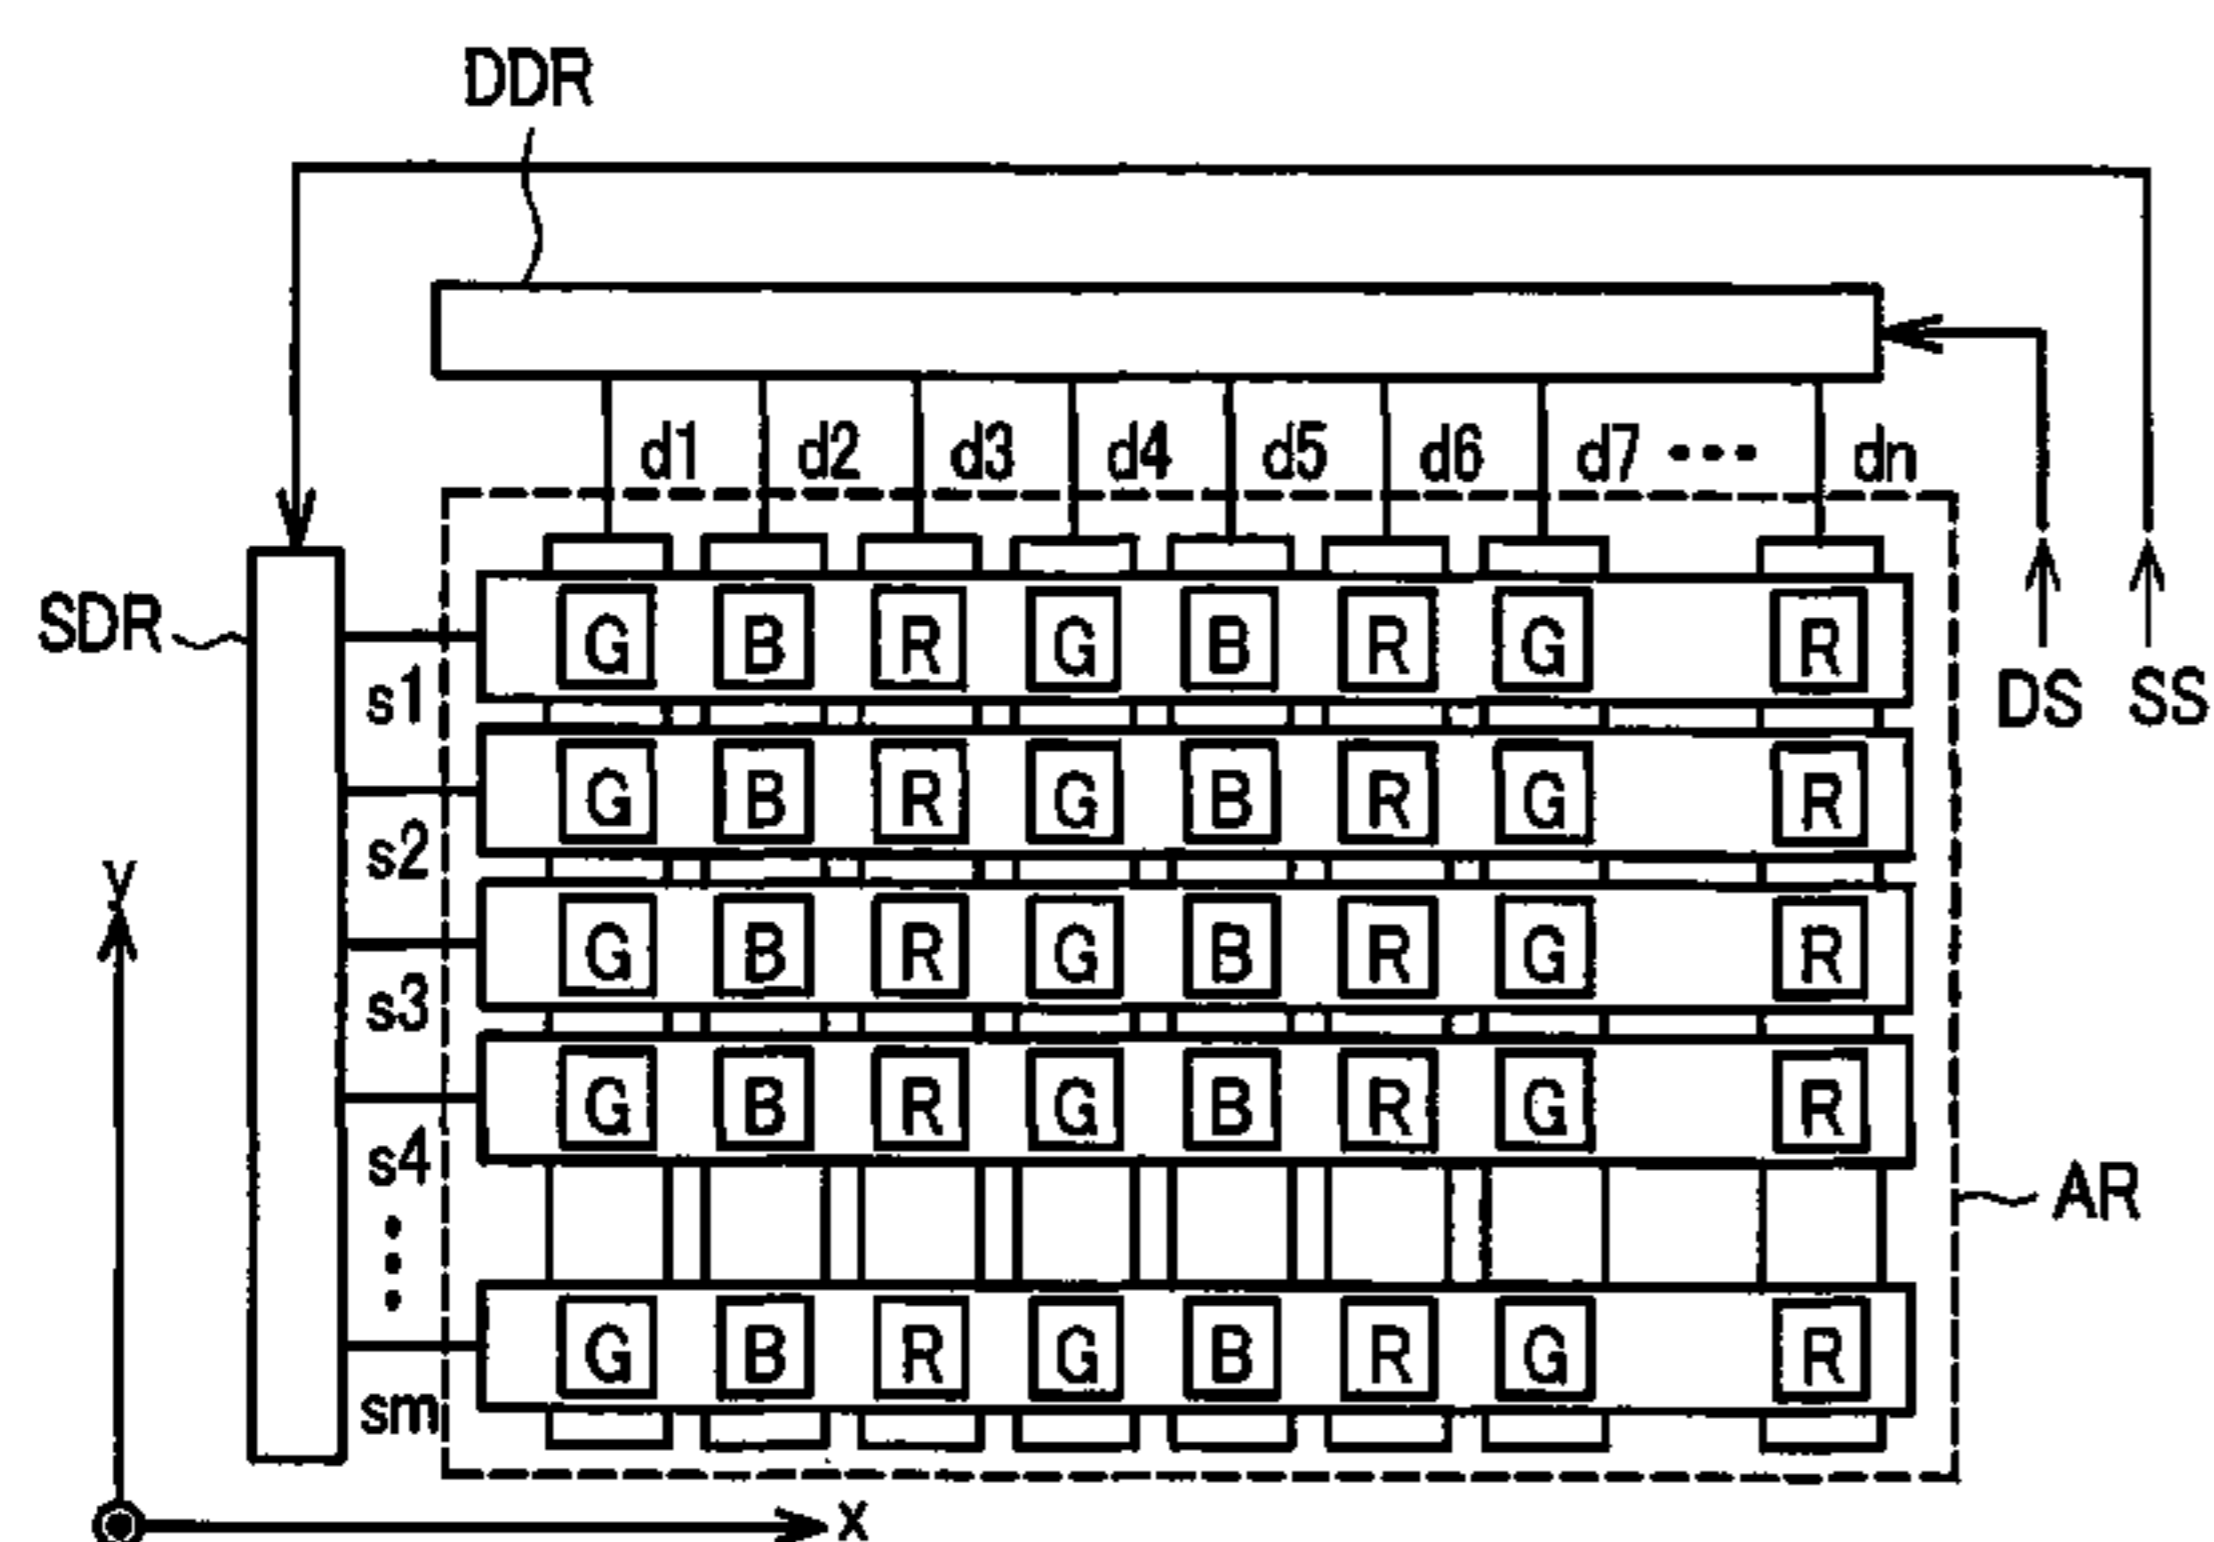 DDR
d1 d2 d3 d4 d5 d6 d7 ••• dn
SDR
G B R G B R G R
DS SS
s1
G B R G B R G R
s2
y
G B R G B R G R
s3
G B R G B R G R
s4
AR
G B R G B R G R
sm
x